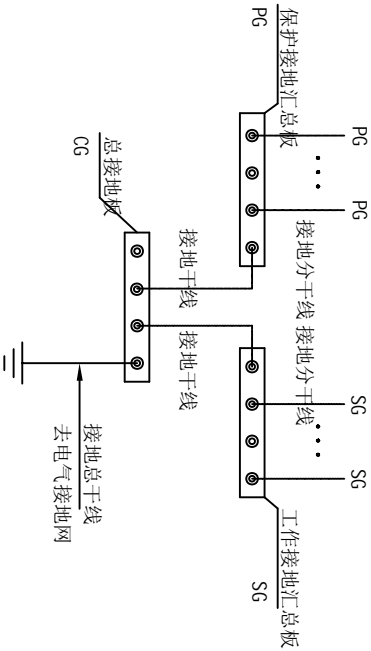 PG PG SG SG
接地分干线 接地分干线
保护接地汇总板
PG
工作接地汇总板
SG
接地干线 接地干线
总接地板
CG
接地总干线
去电气接地网